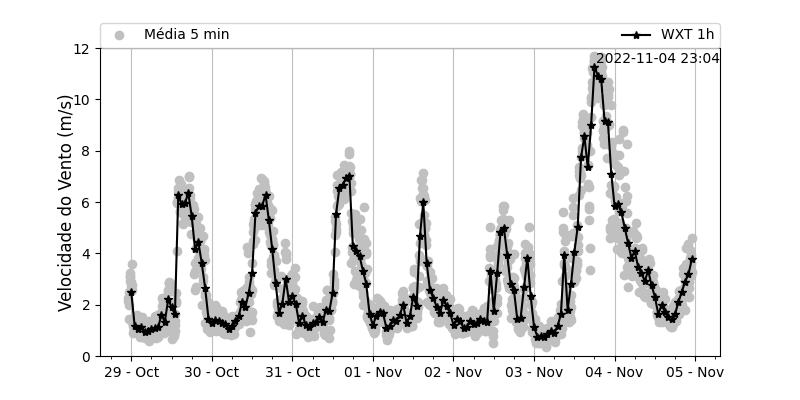 Média 5 min
WXT 1h
2022-11-04 23:04
Velocidade do Vento (m/s)
12
10
8
6
4
2
0
29 - Oct
30 - Oct
31 - Oct
01 - Nov
02 - Nov
03 - Nov
04 - Nov
05 - Nov